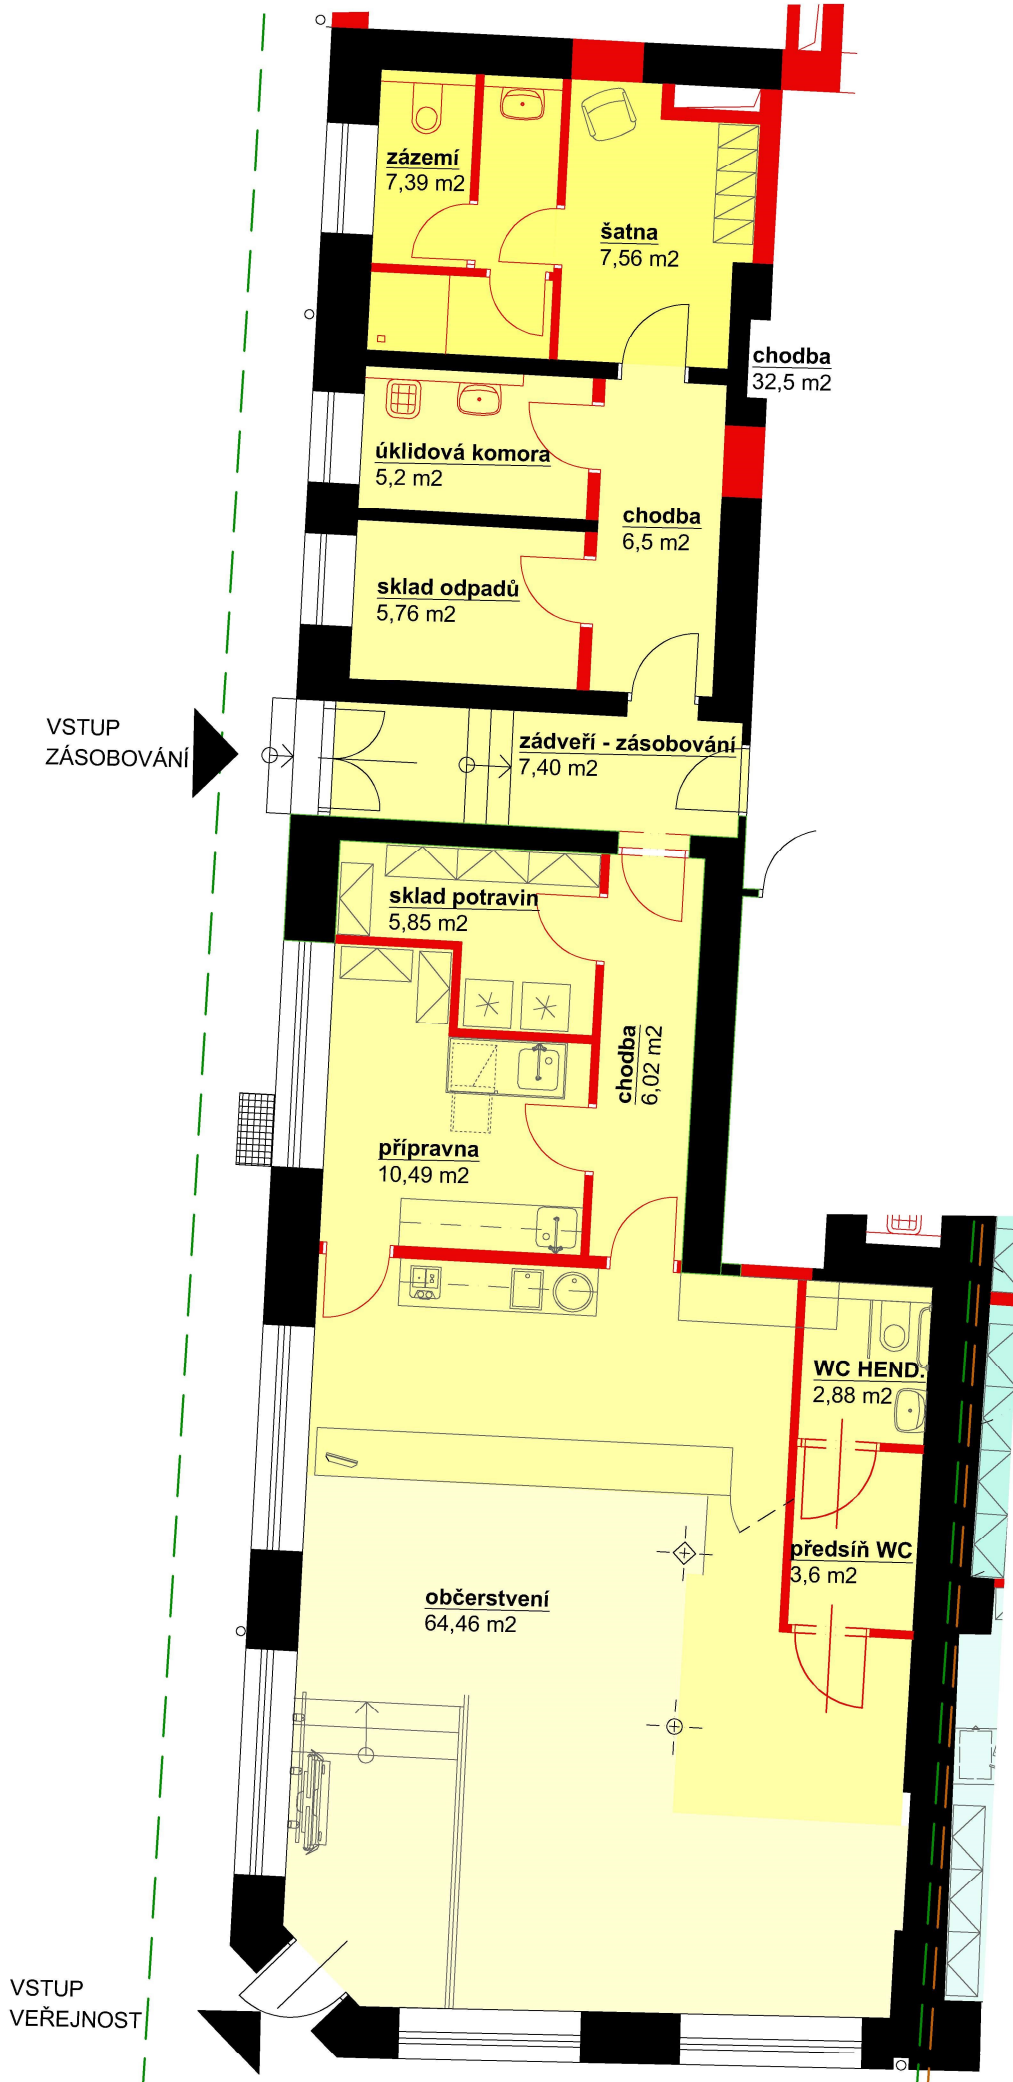 zázemí
7,39 m2
šatna
7,56 m2
chodba
32,5 m2
úklidová komora
5,2 m2
chodba
6,5 m2
sklad odpadů
5,76 m2
VSTUP
ZÁSOBOVÁNÍ
zádveří - zásobování
7,40 m2
sklad potravin
5,85 m2
chodba
6,02 m2
přípravna
10,49 m2
WC HEND.
2,88 m2
předsíň WC
3,6 m2
občerstvení
64,46 m2
VSTUP
VEŘEJNOST